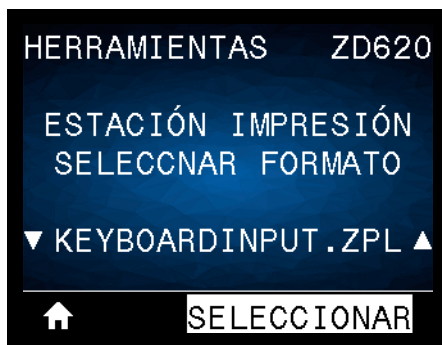 HERRAMIENTAS ZD620
ESTACIÓN IMPRESIÓN
SELECCNAR FORMATO
▼ KEYBOARDINPUT.ZPL ▲
SELECCIONAR